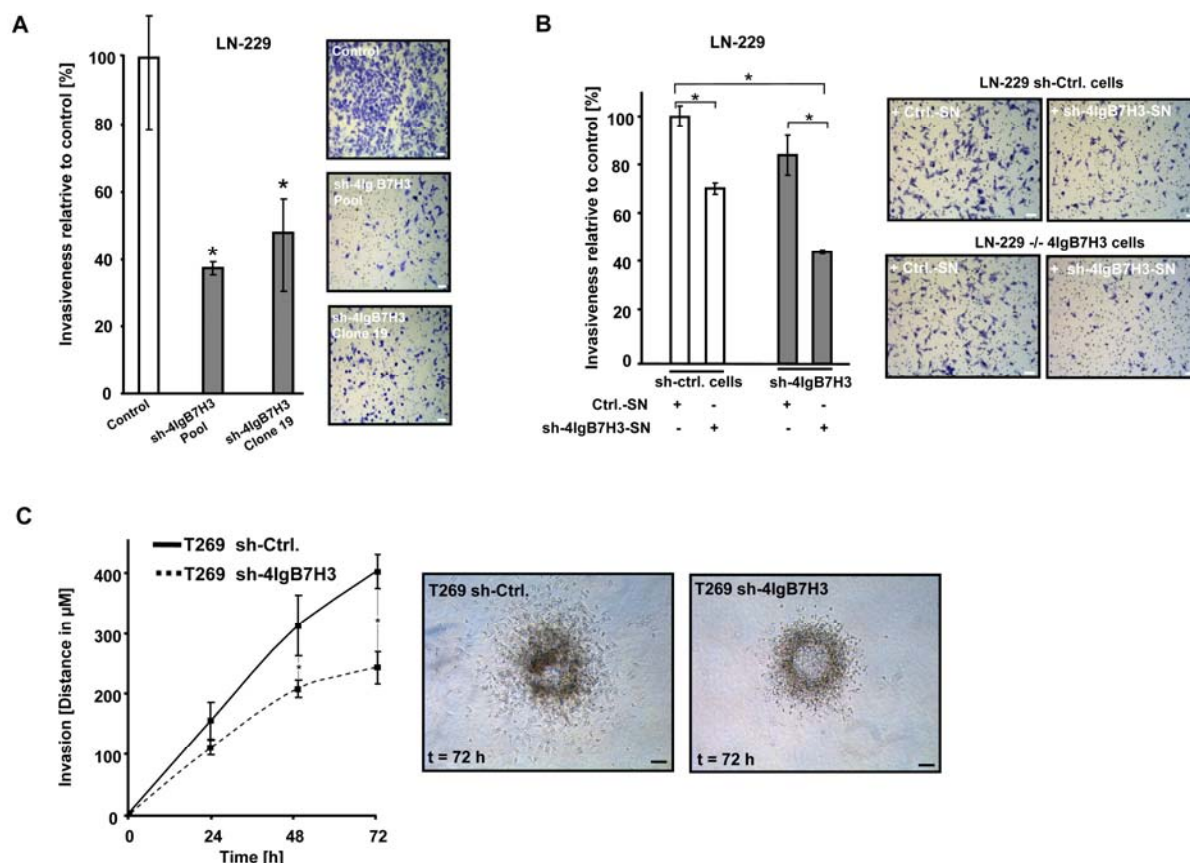 A
LN-229
Invasiveness relative to control [%]
100
80
60
40
20
0
*
*
Control
sh-4IgB7H3
Pool
sh-4IgB7H3
Clone 19
Control
sh-4Ig B7H3
Pool
sh-4IgB7H3
Clone 19
B
LN-229
Invasiveness relative to control [%]
100
80
60
40
20
0
*
*
*
sh-ctrl. cells
sh-4IgB7H3
Ctrl.-SN + - + -
sh-4IgB7H3-SN - + - +
LN-229 sh-Ctrl. cells
+ Ctrl.-SN
+ sh-4IgB7H3-SN
LN-229 -/- 4IgB7H3 cells
+ Ctrl.-SN
+ sh-4IgB7H3-SN
C
T269 sh-Ctrl.
T269 sh-4IgB7H3
Invasion [Distance in µM]
400
300
200
100
0
*
*
0 24 48 72
Time [h]
T269 sh-Ctrl.
t = 72 h
T269 sh-4IgB7H3
t = 72 h